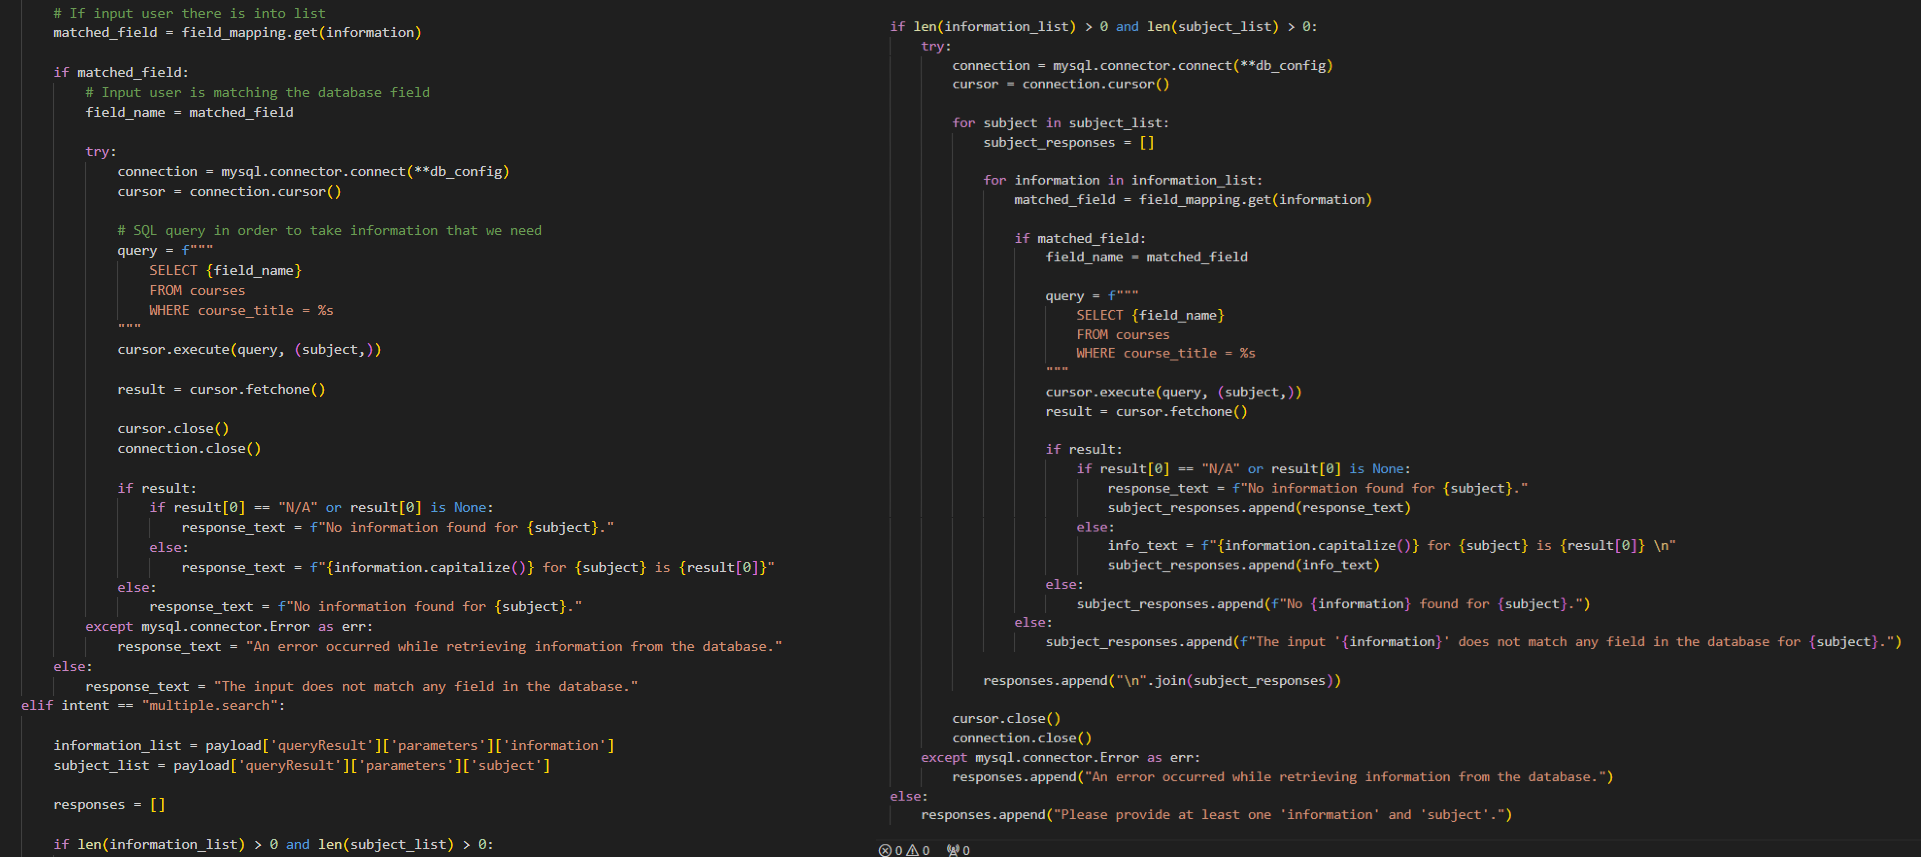 # If input user there is into list
matched_field = field_mapping.get(information)
if matched_field:
# Input user is matching the database field
field_name = matched_field
try:
connection = mysql.connector.connect(**db_config)
cursor = connection.cursor()
# SQL query in order to take information that we need
query = f"""
SELECT {field_name}
FROM courses
WHERE course_title = %s
"""
cursor.execute(query, (subject,))
result = cursor.fetchone()
cursor.close()
connection.close()
if result:
if result[0] == "N/A" or result[0] is None:
response_text = f"No information found for {subject}."
else:
response_text = f"{information.capitalize()} for {subject} is {result[0]}"
else:
response_text = f"No information found for {subject}."
except mysql.connector.Error as err:
response_text = "An error occurred while retrieving information from the database."
else:
response_text = "The input does not match any field in the database."
elif intent == "multiple.search":
information_list = payload['queryResult']['parameters']['information']
subject_list = payload['queryResult']['parameters']['subject']
responses = []
if len(information_list) > 0 and len(subject_list) > 0:
if len(information_list) > 0 and len(subject_list) > 0:
try:
connection = mysql.connector.connect(**db_config)
cursor = connection.cursor()
for subject in subject_list:
subject_responses = []
for information in information_list:
matched_field = field_mapping.get(information)
if matched_field:
field_name = matched_field
query = f"""
SELECT {field_name}
FROM courses
WHERE course_title = %s
"""
cursor.execute(query, (subject,))
result = cursor.fetchone()
if result:
if result[0] == "N/A" or result[0] is None:
response_text = f"No information found for {subject}."
subject_responses.append(response_text)
else:
info_text = f"{information.capitalize()} for {subject} is {result[0]} \n"
subject_responses.append(info_text)
else:
subject_responses.append(f"No {information} found for {subject}.")
else:
subject_responses.append(f"The input '{information}' does not match any field in the database for {subject}.")
responses.append("\n".join(subject_responses))
cursor.close()
connection.close()
except mysql.connector.Error as err:
responses.append("An error occurred while retrieving information from the database.")
else:
responses.append("Please provide at least one 'information' and 'subject'.")
0 0 0